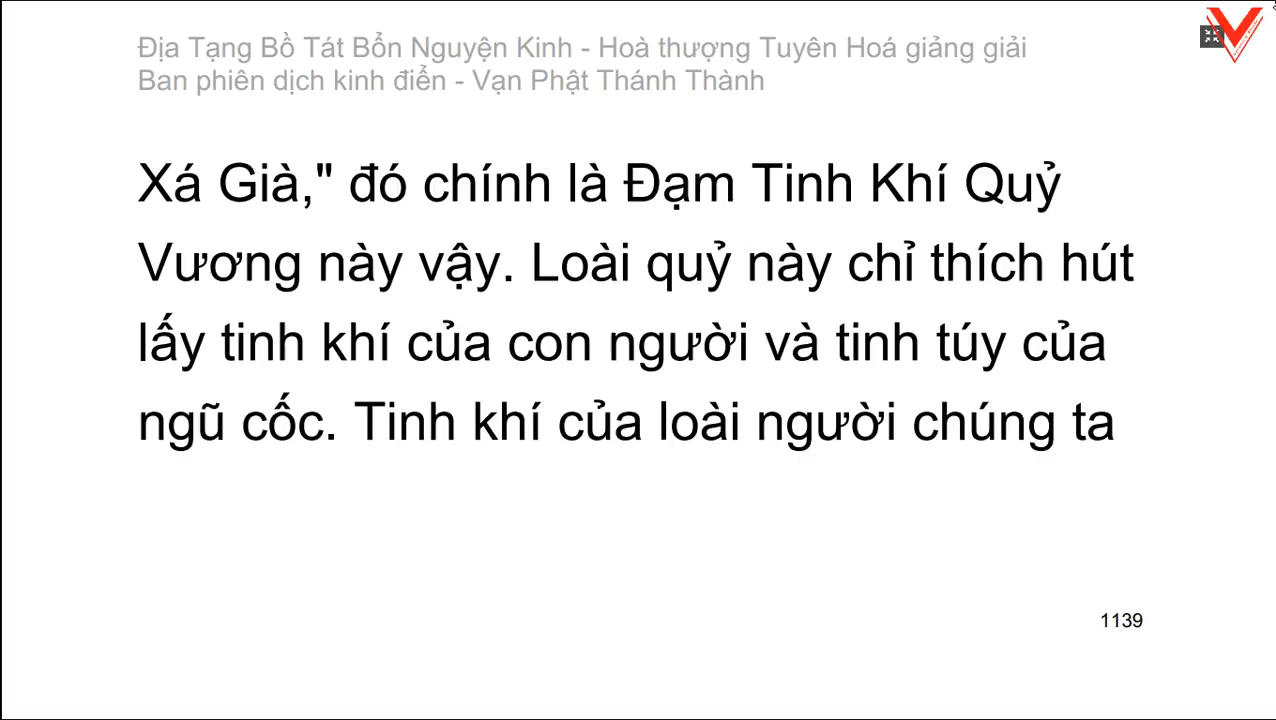 Địa Tạng Bồ Tát Bổn Nguyện Kinh - Hoà thượng Tuyên Hoá giảng giải
Ban phiên dịch kinh điển - Vạn Phật Thánh Thành
Xá Già," đó chính là Đạm Tinh Khí Quỷ
Vương này vậy. Loài quỷ này chỉ thích hút
lấy tinh khí của con người và tinh túy của
ngũ cốc. Tinh khí của loài người chúng ta
1139